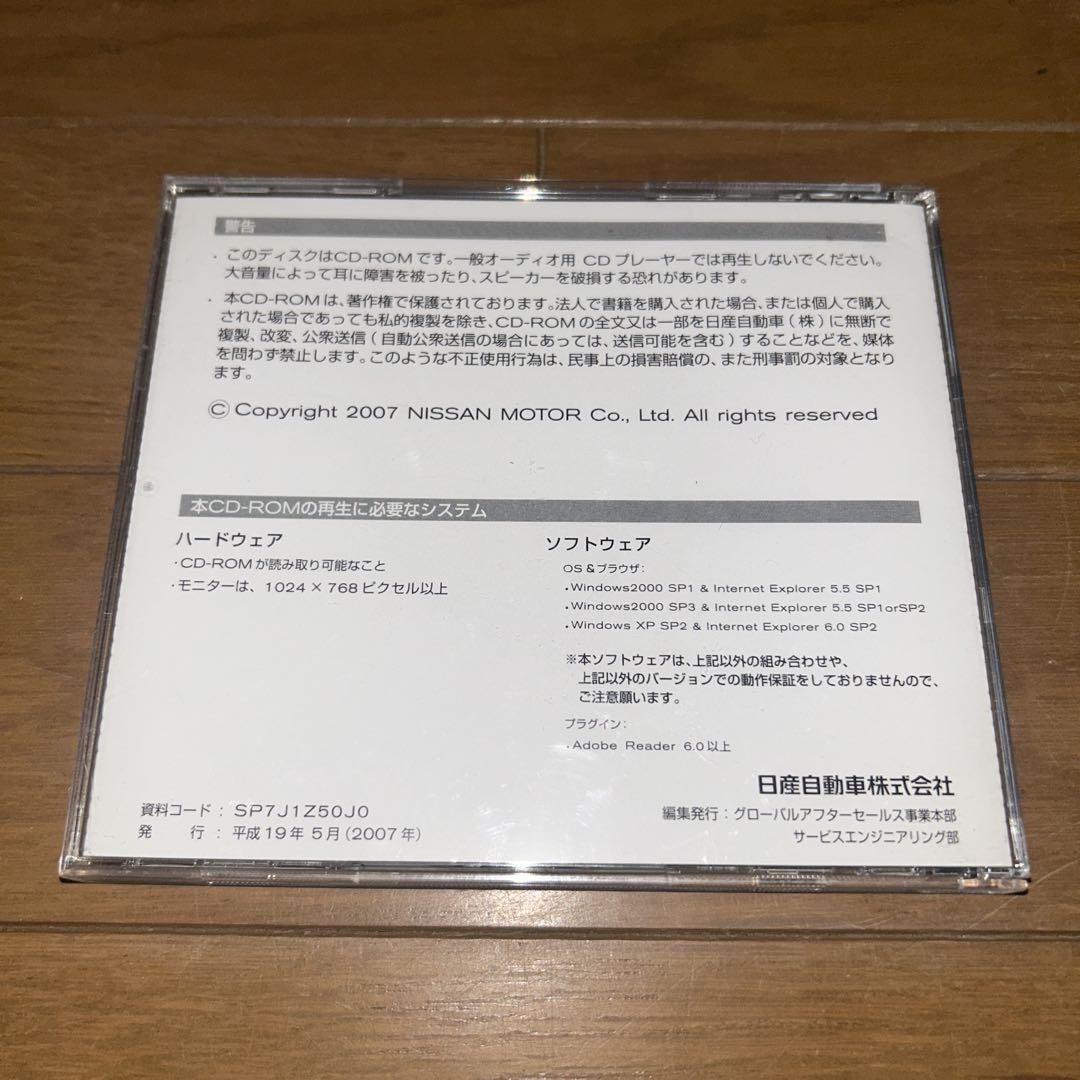 警告
・このディスクはCD-ROMです。一般オーディオ用 CD プレーヤーでは再生しないでください。
大音量によって耳に障害を被ったり、スピーカーを破損する恐れがあります。
・本CD-ROMは、著作権で保護されております。法人で書籍を購入された場合、または個人で購入
された場合であっても私的複製を除き、CD-ROMの全文又は一部を日産自動車(株)に無断で
複製、改変、公衆送信(自動公衆送信の場合にあっては、送信可能を含む)することなどを、媒体
を問わず禁止します。このような不正使用行為は、民事上の損害賠償の、また刑事罰の対象となり
ます。
© Copyright 2007 NISSAN MOTOR Co., Ltd. All rights reserved
本CD-ROMの再生に必要なシステム
ハードウェア
・CD-ROMが読み取り可能なこと
・モニターは、1024×768ピクセル以上
ソフトウェア
OS&ブラウザ:
・Windows2000 SP1 & Internet Explorer 5.5 SP1
・Windows2000 SP3 & Internet Explorer 5.5 SP1orSP2
・Windows XP SP2 & Internet Explorer 6.0 SP2
※本ソフトウェアは、上記以外の組み合わせや、
上記以外のバージョンでの動作保証をしておりませんので、
ご注意願います。
プラグイン:
・Adobe Reader 6.0以上
日産自動車株式会社
資料コード:SP7J1Z50J0
発 行:平成19年5月(2007年)
編集発行:グローバルアフターセールス事業本部
サービスエンジニアリング部